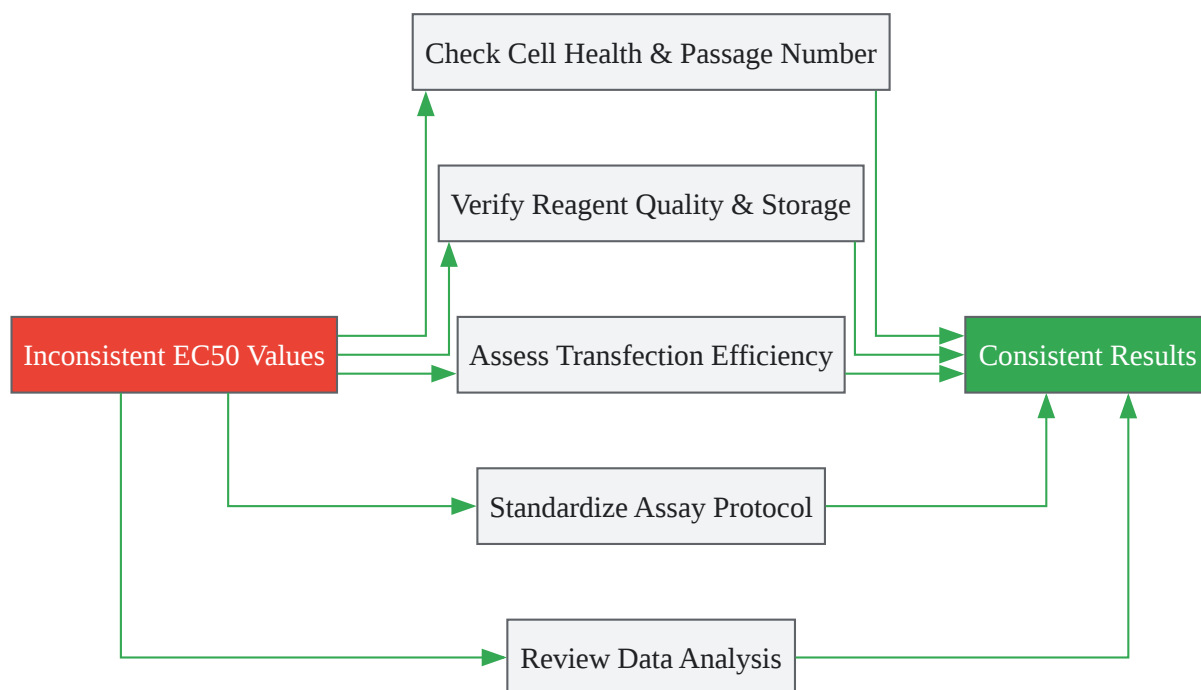 Check Cell Health & Passage Number
Verify Reagent Quality & Storage
Inconsistent EC50 Values
Assess Transfection Efficiency
Consistent Results
Standardize Assay Protocol
Review Data Analysis